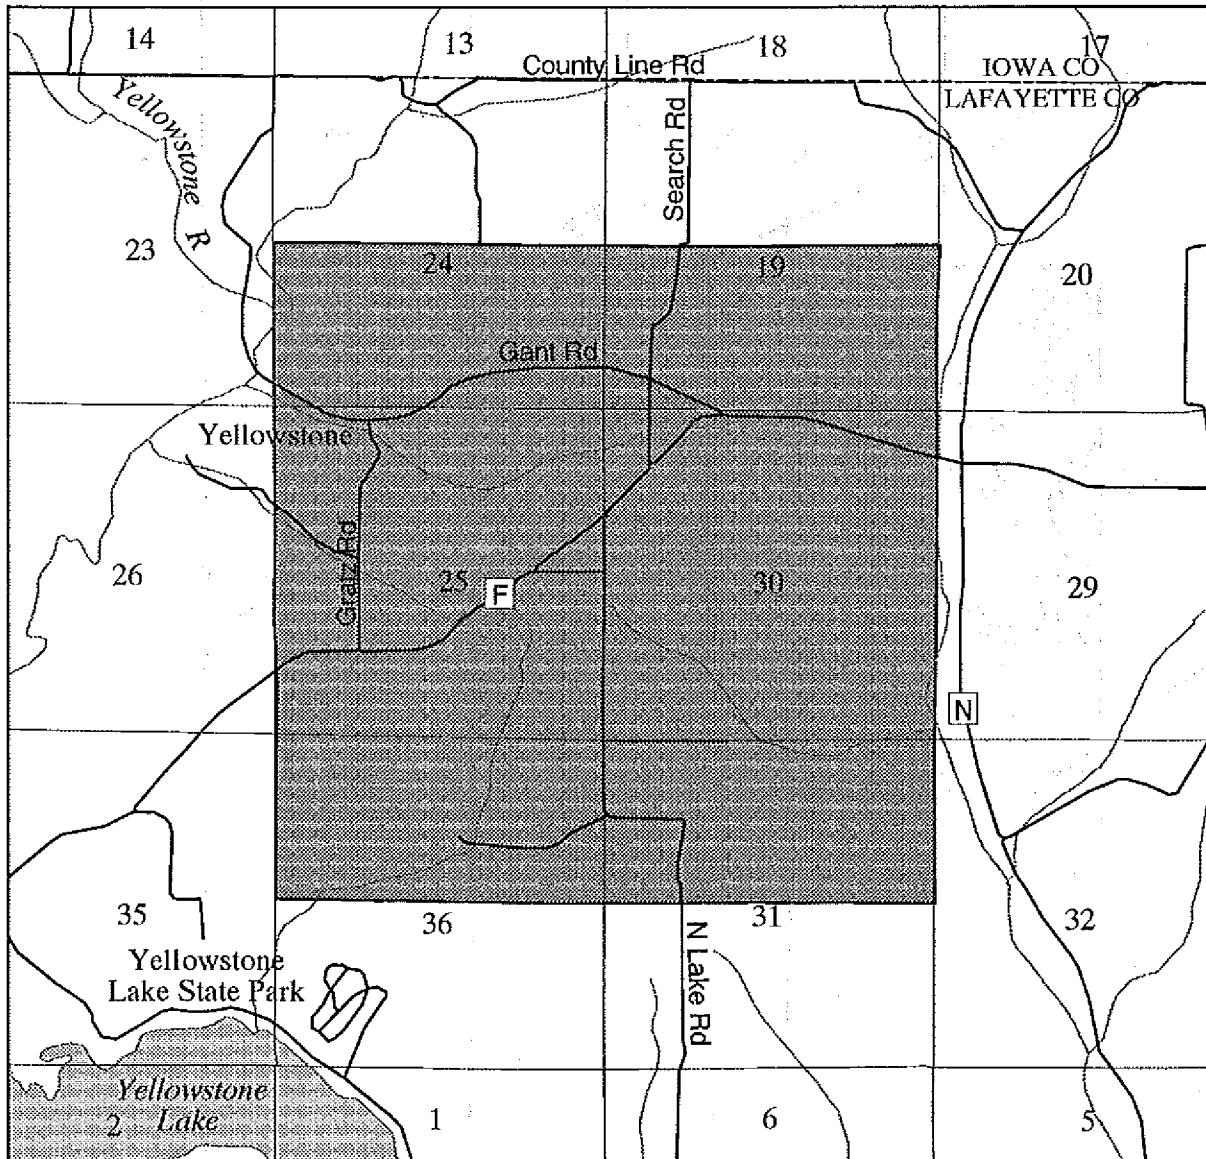 14
13
18
17
County Line Rd
IOWA CO
LAFAYETTE CO
Yellowstone R
Search Rd
23
24
19
20
Gant Rd
Yellowstone
Gratz Rd
26
25
F
30
29
N
35
36
31
32
N Lake Rd
Yellowstone
Lake State Park
Yellowstone
Lake
2
1
6
5